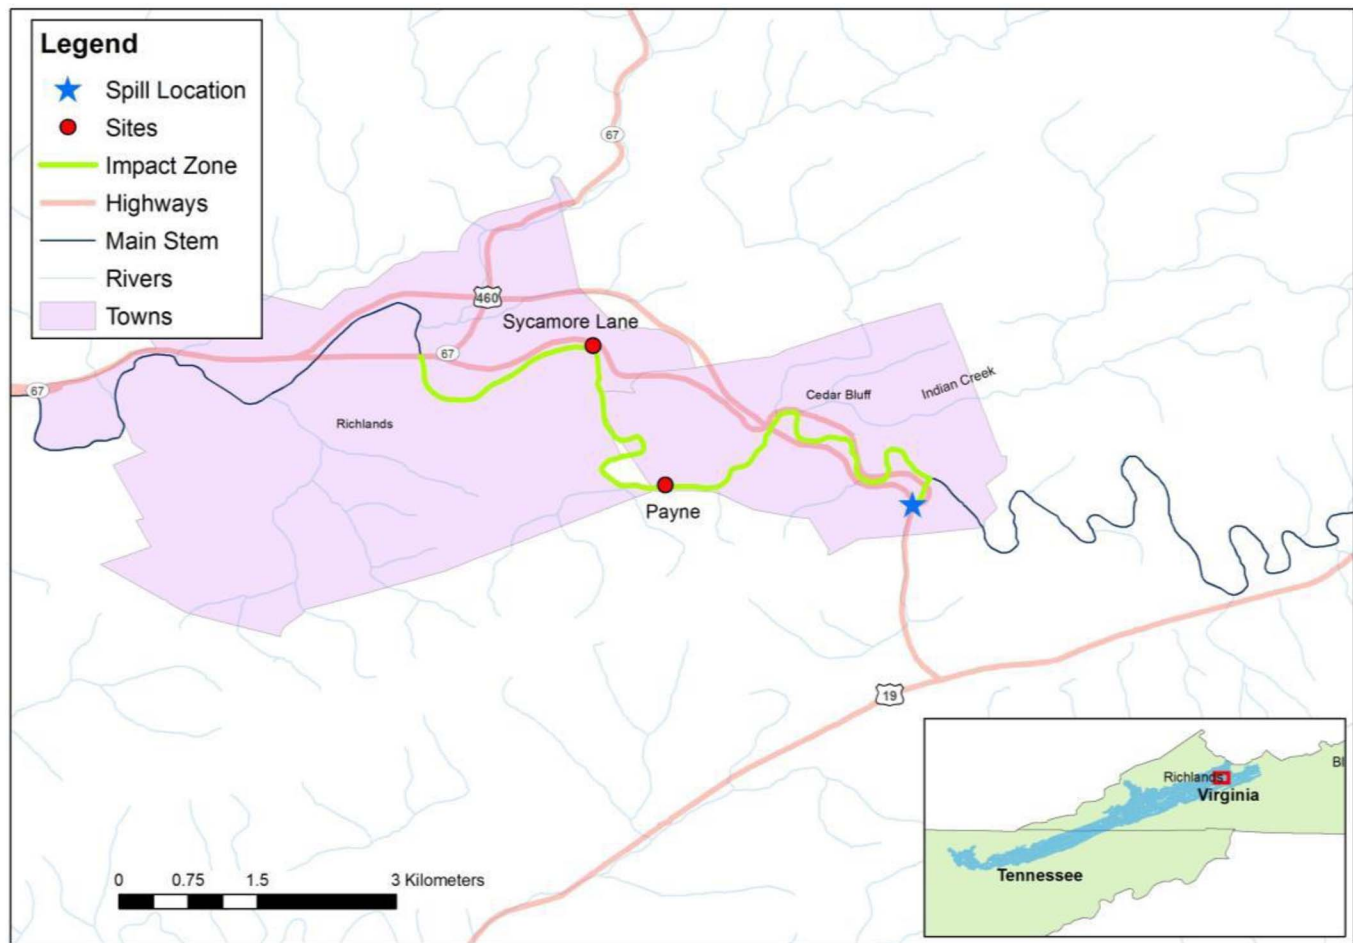 Legend
Spill Location
Sites
Impact Zone
Highways
Main Stem
Rivers
Towns
67
460
Sycamore Lane
67
67
Cedar Bluff
Indian Creek
Richlands
Payne
19
0 0.75 1.5 3 Kilometers
Bl
Richlands
Virginia
Tennessee